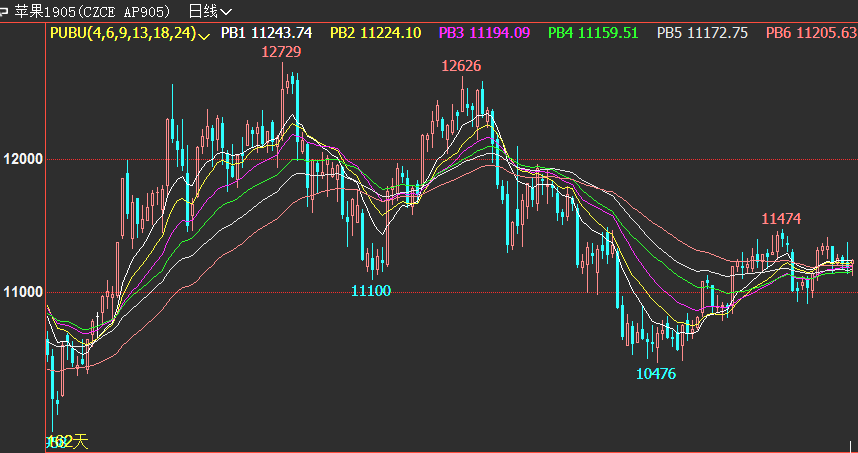 苹果1905(CZCE AP905) 日线
PUBU(4,6,9,13,18,24) PB1 11243.74 PB2 11224.10 PB3 11194.09 PB4 11159.51 PB5 11172.75 PB6 11205.63
12729
12626
12000
11474
11000
11100
10476
162天